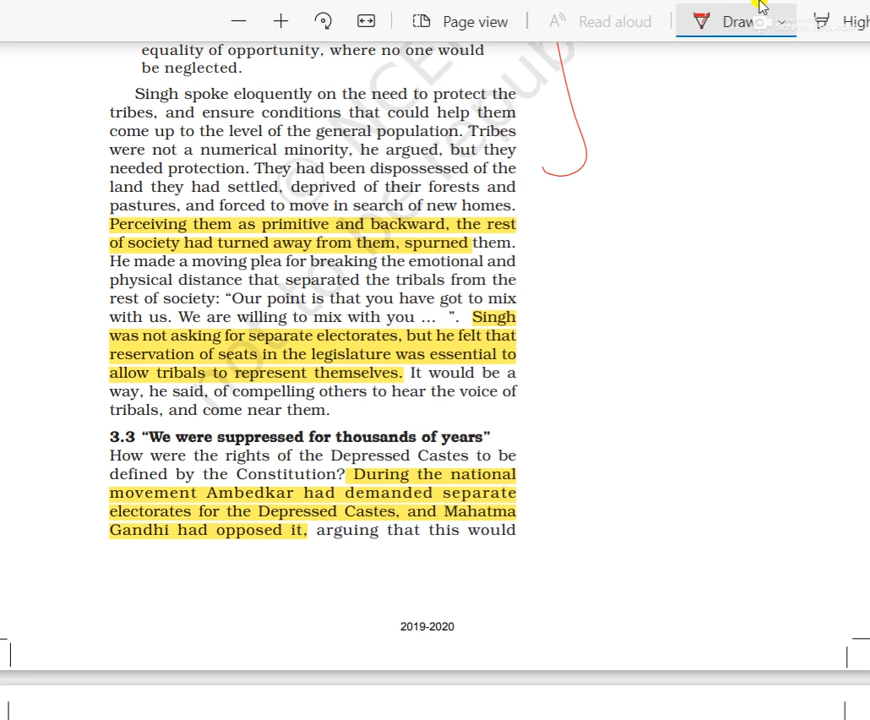 Page view
Read aloud
Draw
High
equality of opportunity, where no one would
be neglected.
Singh spoke eloquently on the need to protect the
tribes, and ensure conditions that could help them
come up to the level of the general population. Tribes
were not a numerical minority, he argued, but they
needed protection. They had been dispossessed of the
land they had settled, deprived of their forests and
pastures, and forced to move in search of new homes.
Perceiving them as primitive and backward, the rest
of society had turned away from them, spurned them.
He made a moving plea for breaking the emotional and
physical distance that separated the tribals from the
rest of society: “Our point is that you have got to mix
with us. We are willing to mix with you … ”. Singh
was not asking for separate electorates, but he felt that
reservation of seats in the legislature was essential to
allow tribals to represent themselves. It would be a
way, he said, of compelling others to hear the voice of
tribals, and come near them.
3.3 “We were suppressed for thousands of years”
How were the rights of the Depressed Castes to be
defined by the Constitution? During the national
movement Ambedkar had demanded separate
electorates for the Depressed Castes, and Mahatma
Gandhi had opposed it, arguing that this would
2019-2020
© NCE
not to be repub